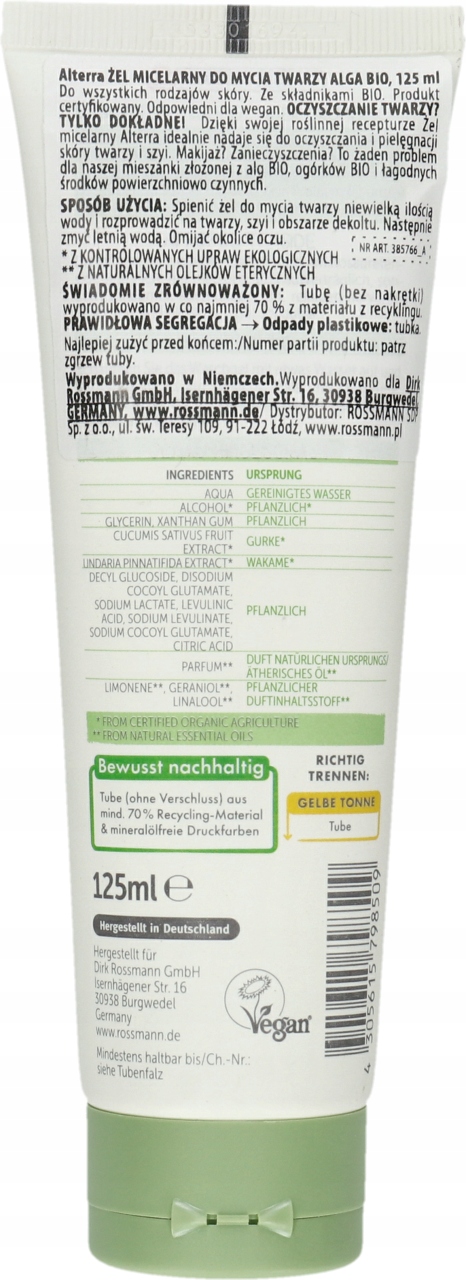 Alterra ŻEL MICELARNY DO MYCIA TWARZY ALGA BIO, 125 ml
Do wszystkich rodzajów skóry. Ze składnikami BIO. Produkt
certyfikowany. Odpowiedni dla wegan. OCZYSZCZANIE TWARZY?
TYLKO DOKŁADNE! Dzięki swojej roślinnej recepturze Żel
micelarny Alterra idealnie nadaje się do oczyszczania i pielęgnacji
skóry twarzy i szyi. Makijaż? Zanieczyszczenia? To żaden problem
dla naszej mieszanki złożonej z alg BIO, ogórków BIO i łagodnych
środków powierzchniowo czynnych.
SPOSÓB UŻYCIA: Spienić żel do mycia twarzy niewielką ilością
wody i rozprowadzić na twarzy, szyi i obszarze dekoltu. Następnie
zmyć letnią wodą. Omijać okolice oczu.
NR ART. 385766_A
* Z KONTROLOWANYCH UPRAW EKOLOGICZNYCH
** Z NATURALNYCH OLEJKÓW ETERYCZNYCH
ŚWIADOMIE ZRÓWNOWAŻONY: Tubę (bez nakrętki)
wyprodukowano w co najmniej 70 % z materiału z recyklingu.
PRAWIDŁOWA SEGREGACJA → Odpady plastikowe: tubka.
Najlepiej zużyć przed końcem:/Numer partii produktu: patrz
zgrzew tuby.
Wyprodukowano w Niemczech.Wyprodukowano dla Dirk
Rossmann GmbH, Isernhägener Str. 16, 30938 Burgwedel,
GERMANY, www.rossmann.de/ Dystrybutor: ROSSMANN SDP
Sp. z o.o., ul. św. Teresy 109, 91-222 Łódź, www.rossmann.pl
INGREDIENTS URSPRUNG
AQUA GEREINIGTES WASSER
ALCOHOL* PFLANZLICH*
GLYCERIN, XANTHAN GUM PFLANZLICH
CUCUMIS SATIVUS FRUIT
EXTRACT* GURKE*
UNDARIA PINNATIFIDA EXTRACT* WAKAME*
DECYL GLUCOSIDE, DISODIUM
COCOYL GLUTAMATE,
SODIUM LACTATE, LEVULINIC
ACID, SODIUM LEVULINATE,
SODIUM COCOYL GLUTAMATE,
CITRIC ACID
PFLANZLICH
PARFUM** DUFT NATÜRLICHEN URSPRUNGS/
ÄTHERISCHES ÖL**
LIMONENE**, GERANIOL**,
LINALOOL** PFLANZLICHER
DUFTINHALTSSTOFF**
* FROM CERTIFIED ORGANIC AGRICULTURE
** FROM NATURAL ESSENTIAL OILS
Bewusst nachhaltig
Tube (ohne Verschluss) aus
mind. 70% Recycling-Material
& mineralölfreie Druckfarben
RICHTIG
TRENNEN:
GELBE TONNE
Tube
125ml ℮
Hergestellt in Deutschland
Hergestellt für
Dirk Rossmann GmbH
Isernhägener Str. 16
30938 Burgwedel
Germany
www.rossmann.de
Mindestens haltbar bis/Ch.-Nr.:
siehe Tubenfalz
Vegan
4 305615 798509